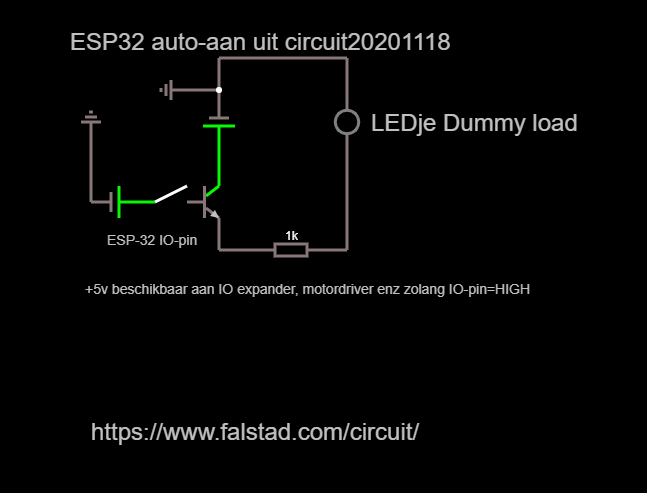 ESP32 auto-aan uit circuit20201118
LEDje Dummy load
ESP-32 IO-pin
1k
+5v beschikbaar aan IO expander, motordriver enz zolang IO-pin=HIGH
https://www.falstad.com/circuit/